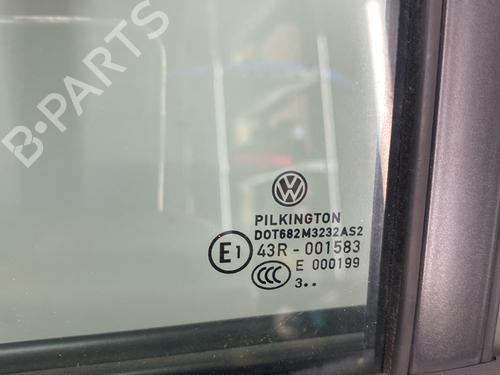 B-PARTS
PILKINGTON
DOT682M3232AS2
E1 43R - 001583
CCC E 000199
3..